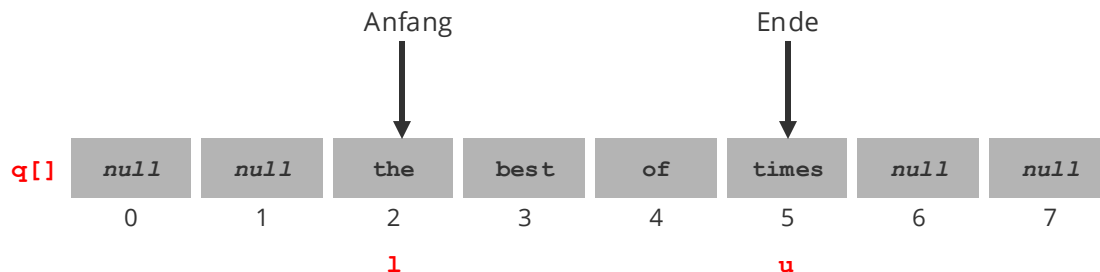 Anfang Ende
q[] null null the best of times null null
0 1 2 3 4 5 6 7
l u